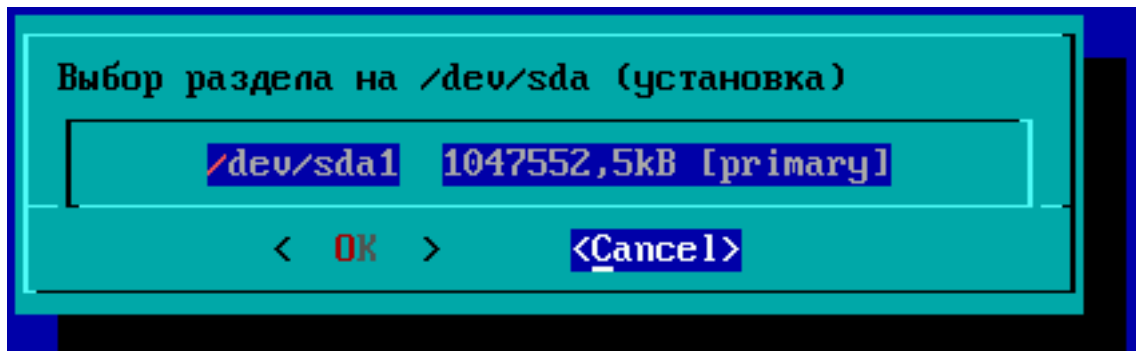 Выбор раздела на /dev/sda (установка)
/dev/sda1 1047552,5kB [primary]
< OK > <Cancel>